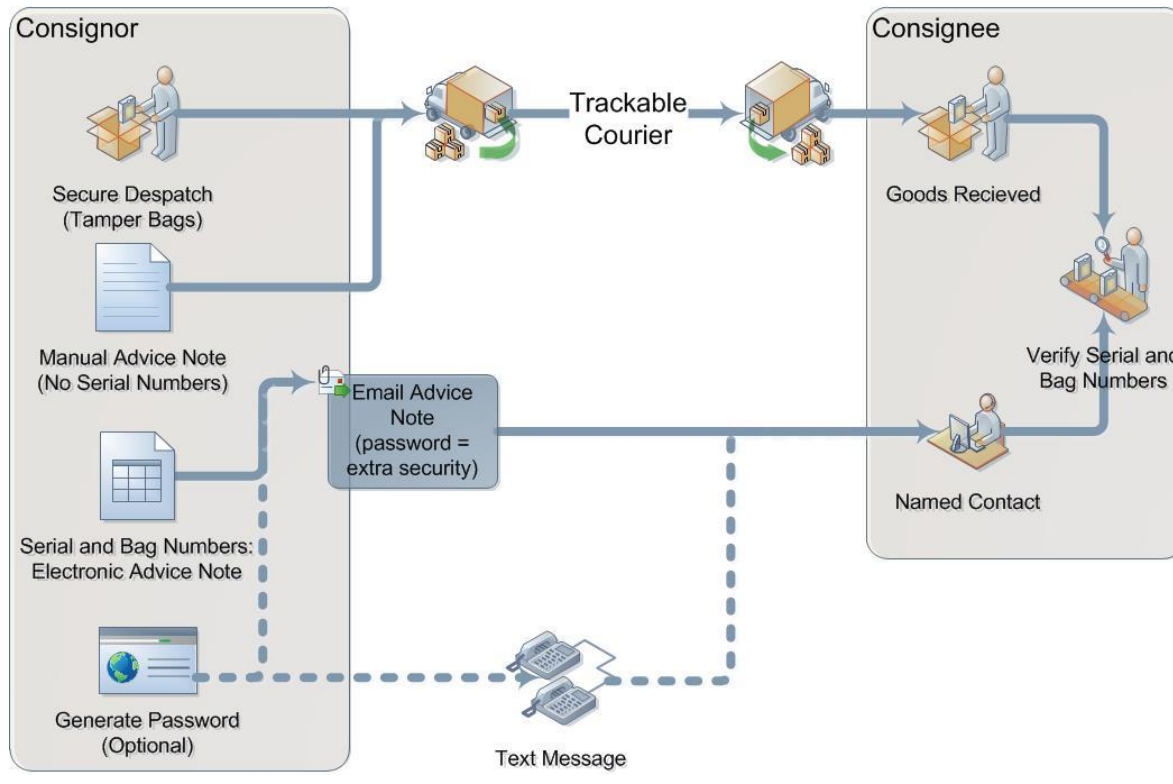 Consignor
Consignee
Trackable
Courier
Secure Despatch
(Tamper Bags)
Goods Recieved
Manual Advice Note
(No Serial Numbers)
Email Advice
Note
(password =
extra security)
Verify Serial and
Bag Numbers
Named Contact
Serial and Bag Numbers:
Electronic Advice Note
Generate Password
(Optional)
Text Message